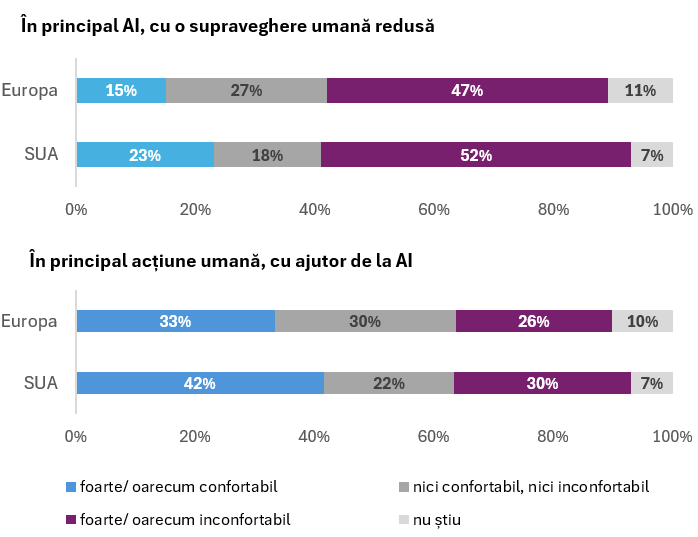 În principal AI, cu o supraveghere umană redusă
Europa 15% 27% 47% 11%
SUA 23% 18% 52% 7%
0% 20% 40% 60% 80% 100%
În principal acțiune umană, cu ajutor de la AI
Europa 33% 30% 26% 10%
SUA 42% 22% 30% 7%
0% 20% 40% 60% 80% 100%
foarte/ oarecum confortabil nici confortabil, nici inconfortabil
foarte/ oarecum inconfortabil nu știu